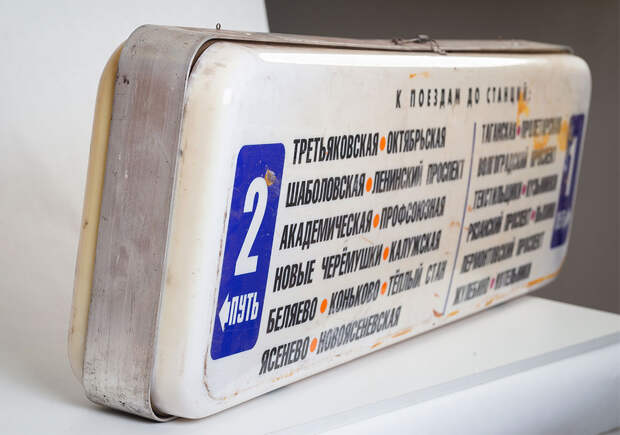 К ПОЕЗДАМ ДО СТАНЦИЙ:
2
ПУТЬ
ТРЕТЬЯКОВСКАЯ • ОКТЯБРЬСКАЯ
ШАБОЛОВСКАЯ • ЛЕНИНСКИЙ ПРОСПЕКТ
АКАДЕМИЧЕСКАЯ • ПРОФСОЮЗНАЯ
НОВЫЕ ЧЕРЁМУШКИ • КАЛУЖСКАЯ
БЕЛЯЕВО • КОНЬКОВО • ТЁПЛЫЙ СТАН
ЯСЕНЕВО • НОВОЯСЕНЕВСКАЯ
ТАГАНСКАЯ • ПРОЛЕТАРСКАЯ
ВОЛГОГРАДСКИЙ ПРОСПЕКТ
ТЕКСТИЛЬЩИКИ • КУЗЬМИНКИ
РЯЗАНСКИЙ ПРОСПЕКТ • ВЫХИНО
ЛЕРМОНТОВСКИЙ ПРОСПЕКТ
ЖУЛЕБИНО • КОТЕЛЬНИКИ
1